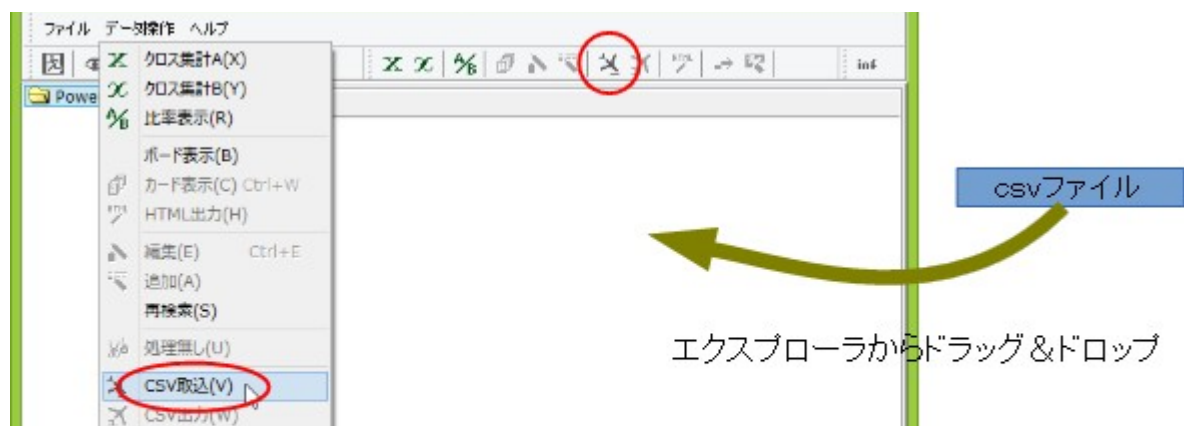 ファイル データ操作 ヘルプ
inf
Powe
クロス集計A(X)
クロス集計B(Y)
比率表示(R)
ボード表示(B)
カード表示(C) Ctrl+W
HTML出力(H)
編集(E) Ctrl+E
追加(A)
再検索(S)
処理無し(U)
CSV取込(V)
CSV出力(W)
csvファイル
エクスプローラからドラッグ&ドロップ